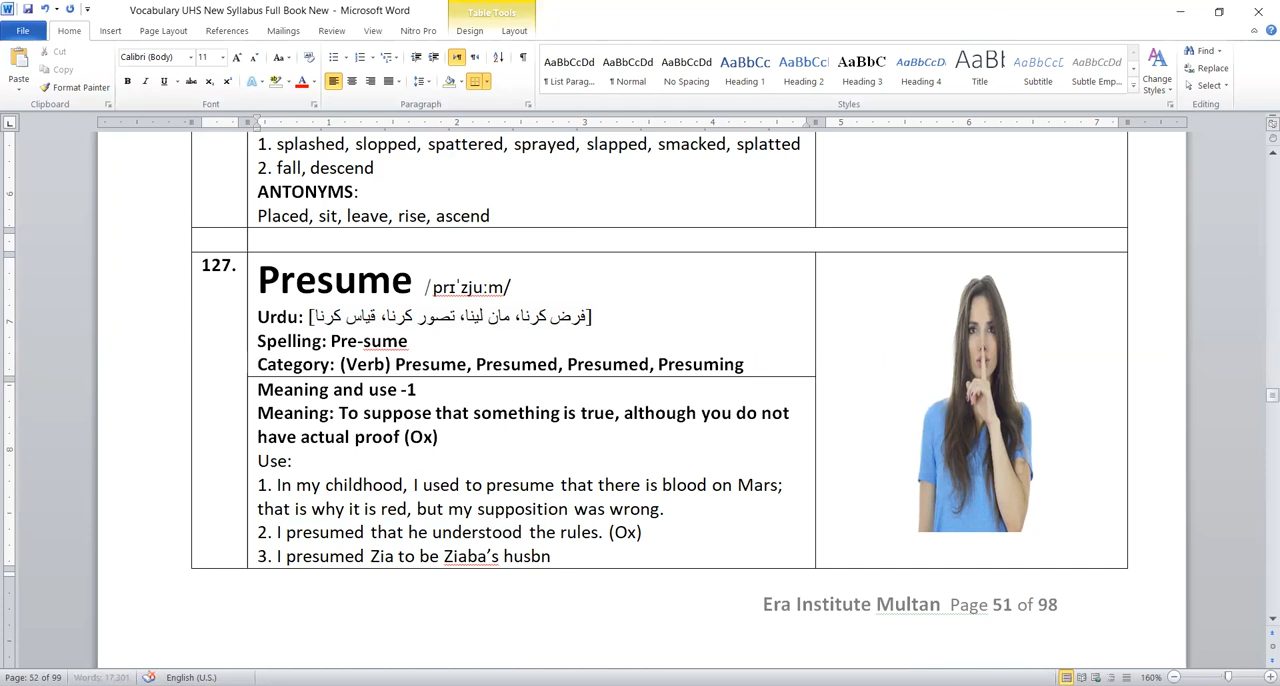 Vocabulary UHS New Syllabus Full Book New - Microsoft Word
Table Tools
File Home Insert Page Layout References Mailings Review View Nitro Pro Design Layout
Cut
Copy
Format Painter
Paste
Calibri (Body) 11
AaBbCcDd AaBbCcDd AaBbCcDd AaBbCc AaBbCc AaBbC AaBbCcD
¶ List Parag... ¶ Normal No Spacing Heading 1 Heading 2 Heading 3 Heading 4 Title Subtitle Subtle Emp...
Change Styles
Find
Replace
Select
Clipboard Font Paragraph Styles Editing
1. splashed, slopped, spattered, sprayed, slapped, smacked, splatted
2. fall, descend
ANTONYMS:
Placed, sit, leave, rise, ascend
127.
Presume /prɪˈzjuːm/
Urdu: [فرض کرنا، مان لینا، تصور کرنا، قیاس کرنا]
Spelling: Pre-sume
Category: (Verb) Presume, Presumed, Presumed, Presuming
Meaning and use -1
Meaning: To suppose that something is true, although you do not
have actual proof (Ox)
Use:
1. In my childhood, I used to presume that there is blood on Mars;
that is why it is red, but my supposition was wrong.
2. I presumed that he understood the rules. (Ox)
3. I presumed Zia to be Ziaba’s husbn
Era Institute Multan Page 51 of 98
Page: 52 of 99 Words: 17,301 English (U.S.) 160%